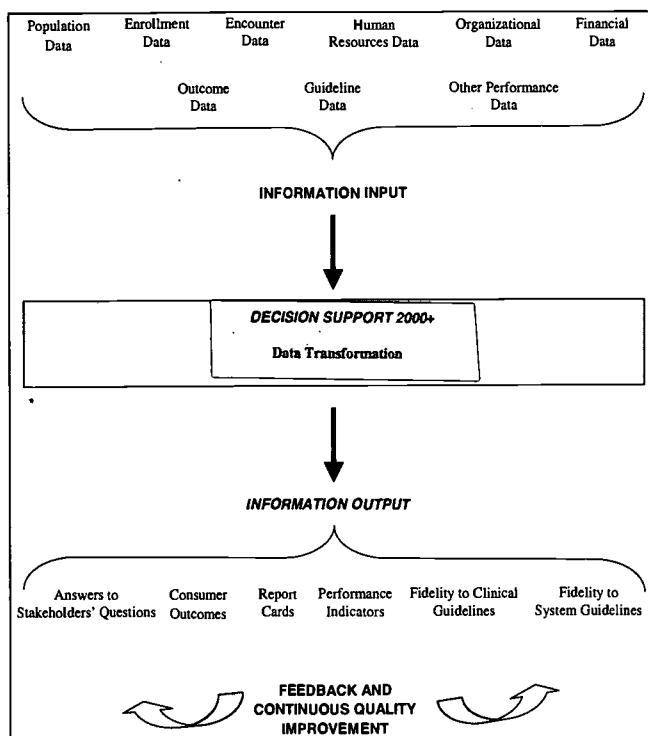 Population Enrollment Encounter Human Organizational Financial
Data Data Data Resources Data Data Data
Outcome Guideline Other Performance
Data Data Data
INFORMATION INPUT
DECISION SUPPORT 2000+
Data Transformation
INFORMATION OUTPUT
Answers to Consumer Report Performance Fidelity to Clinical Fidelity to
Stakeholders' Questions Outcomes Cards Indicators Guidelines System Guidelines
FEEDBACK AND
CONTINUOUS QUALITY
IMPROVEMENT